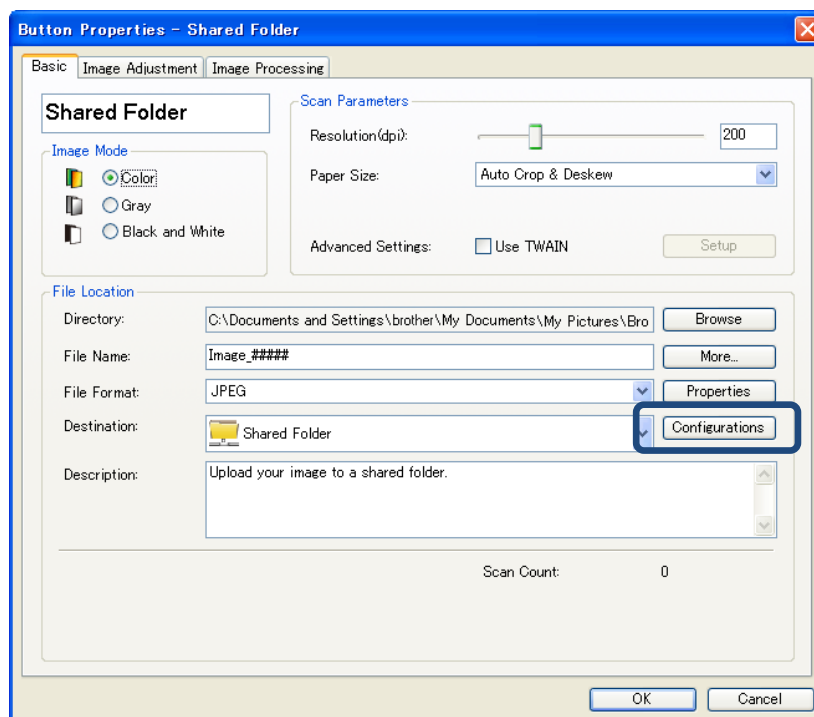 Button Properties - Shared Folder
Basic Image Adjustment Image Processing
Shared Folder
Image Mode
Color
Gray
Black and White
Scan Parameters
Resolution(dpi): 200
Paper Size: Auto Crop & Deskew
Advanced Settings: Use TWAIN Setup
File Location
Directory: C:\Documents and Settings\brother\My Documents\My Pictures\Bro Browse
File Name: Image_##### More...
File Format: JPEG Properties
Destination: Shared Folder Configurations
Description: Upload your image to a shared folder.
Scan Count: 0
OK Cancel